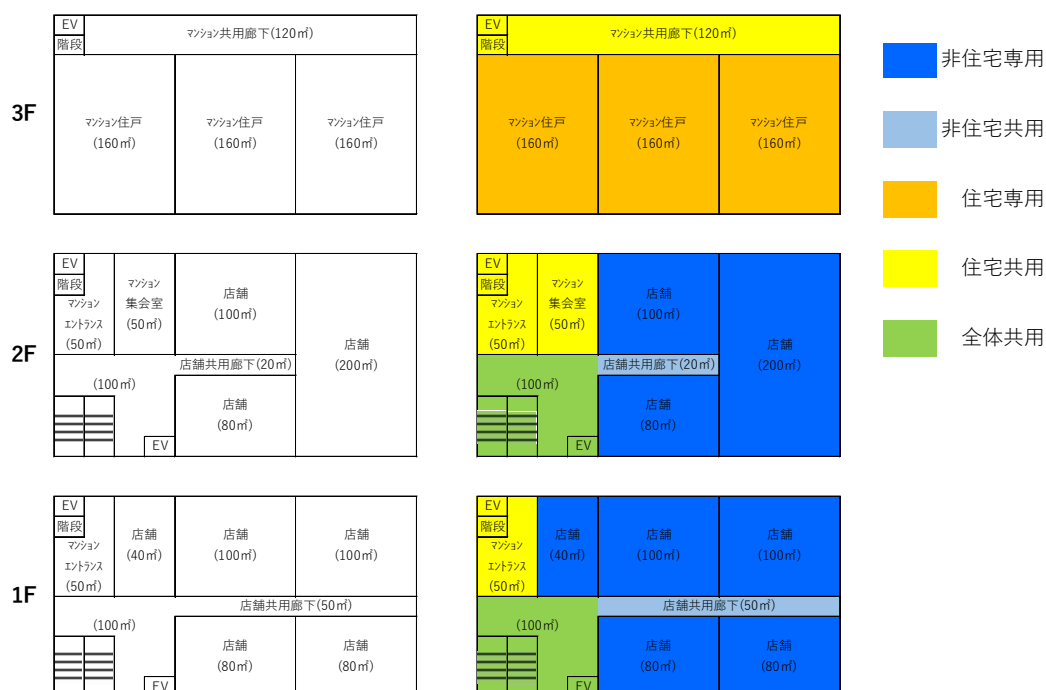 EV
階段
マンション共用廊下(120㎡)
3F
マンション住戸
(160㎡)
マンション住戸
(160㎡)
マンション住戸
(160㎡)
EV
階段
マンション共用廊下(120㎡)
マンション住戸
(160㎡)
マンション住戸
(160㎡)
マンション住戸
(160㎡)
非住宅専用
非住宅共用
住宅専用
住宅共用
全体共用
2F
EV
階段
マンション
エントランス
(50㎡)
マンション
集会室
(50㎡)
店舗
(100㎡)
店舗
(200㎡)
店舗共用廊下(20㎡)
(100㎡)
店舗
(80㎡)
EV
EV
階段
マンション
エントランス
(50㎡)
マンション
集会室
(50㎡)
店舗
(100㎡)
店舗
(200㎡)
店舗共用廊下(20㎡)
(100㎡)
店舗
(80㎡)
EV
1F
EV
階段
マンション
エントランス
(50㎡)
店舗
(40㎡)
店舗
(100㎡)
店舗
(100㎡)
店舗共用廊下(50㎡)
(100㎡)
店舗
(80㎡)
店舗
(80㎡)
EV
EV
階段
マンション
エントランス
(50㎡)
店舗
(40㎡)
店舗
(100㎡)
店舗
(100㎡)
店舗共用廊下(50㎡)
(100㎡)
店舗
(80㎡)
店舗
(80㎡)
EV